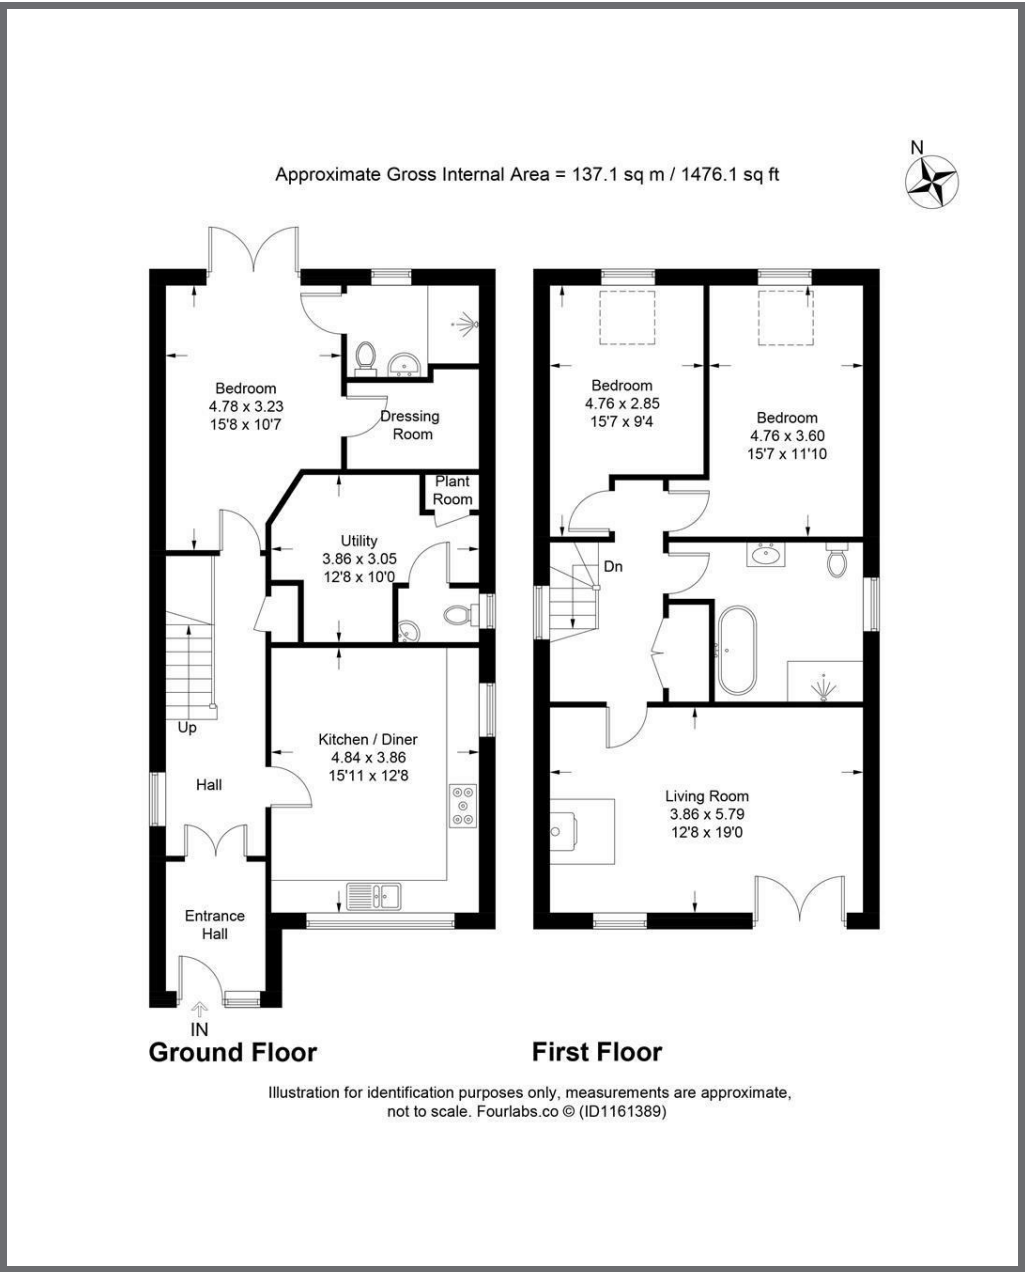 N
Approximate Gross Internal Area = 137.1 sq m / 1476.1 sq ft
Bedroom
4.78 x 3.23
15'8 x 10'7
Dressing
Room
Plant
Room
Utility
3.86 x 3.05
12'8 x 10'0
Kitchen / Diner
4.84 x 3.86
15'11 x 12'8
Up
Hall
Entrance
Hall
IN
Ground Floor
Bedroom
4.76 x 2.85
15'7 x 9'4
Bedroom
4.76 x 3.60
15'7 x 11'10
Dn
Living Room
3.86 x 5.79
12'8 x 19'0
First Floor
Illustration for identification purposes only, measurements are approximate,
not to scale. Fourlabs.co © (ID1161389)